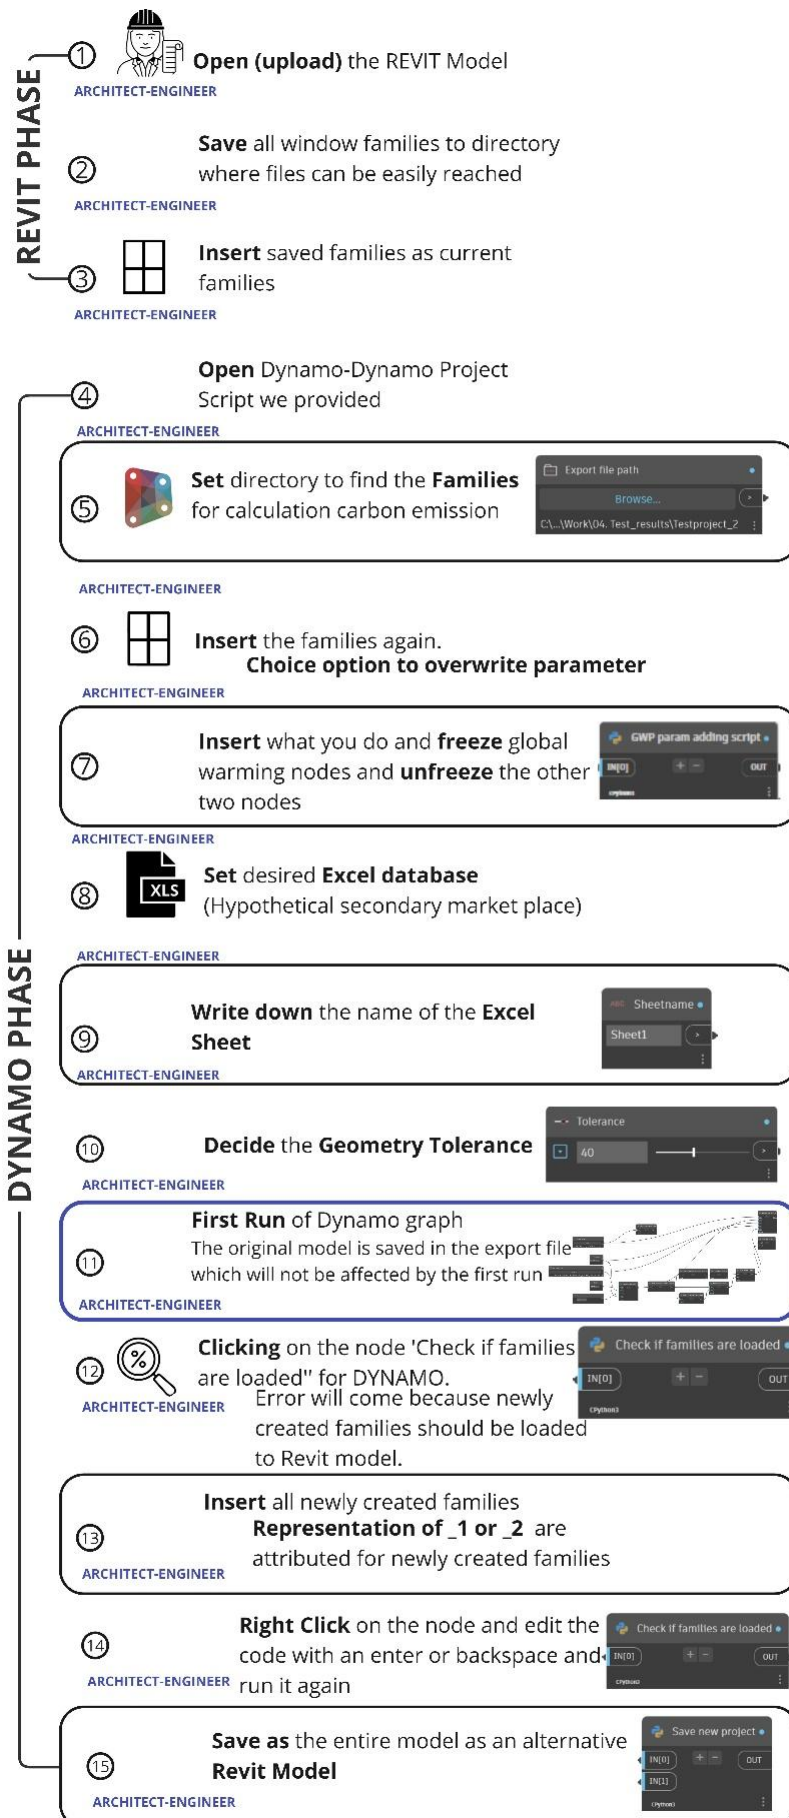 REVIT PHASE
1
Open (upload) the REVIT Model
ARCHITECT-ENGINEER
Save all window families to directory
2
where files can be easily reached
ARCHITECT-ENGINEER
Insert saved families as current
3
families
ARCHITECT-ENGINEER
DYNAMO PHASE
Open Dynamo-Dynamo Project
4
Script we provided
ARCHITECT-ENGINEER
Set directory to find the Families
5
for calculation carbon emission
Export file path
Browse...
>
C:\...\Work\04. Test_results\Testproject_2
ARCHITECT-ENGINEER
6
Insert the families again.
Choice option to overwrite parameter
ARCHITECT-ENGINEER
Insert what you do and freeze global
7
warming nodes and unfreeze the other
two nodes
GWP param adding script
IN[0]
+ -
OUT
CPython3
ARCHITECT-ENGINEER
Set desired Excel database
8
XLS
(Hypothetical secondary market place)
ARCHITECT-ENGINEER
Write down the name of the Excel
9
Sheet
ABC Sheetname
Sheet1
>
ARCHITECT-ENGINEER
10
Decide the Geometry Tolerance
Tolerance
40
>
ARCHITECT-ENGINEER
First Run of Dynamo graph
The original model is saved in the export file
11
which will not be affected by the first run
ARCHITECT-ENGINEER
Clicking on the node 'Check if families
12
%
are loaded'' for DYNAMO.
Check if families are loaded
IN[0]
+ -
OUT
CPython3
ARCHITECT-ENGINEER
Error will come because newly
created families should be loaded
to Revit model.
Insert all newly created families
13
Representation of _1 or _2 are
attributed for newly created families
ARCHITECT-ENGINEER
Right Click on the node and edit the
14
code with an enter or backspace and
run it again
Check if families are loaded
IN[0]
+ -
OUT
CPython3
ARCHITECT-ENGINEER
Save as the entire model as an alternative
15
Revit Model
Save new project
IN[0]
+ -
OUT
IN[1]
CPython3
ARCHITECT-ENGINEER